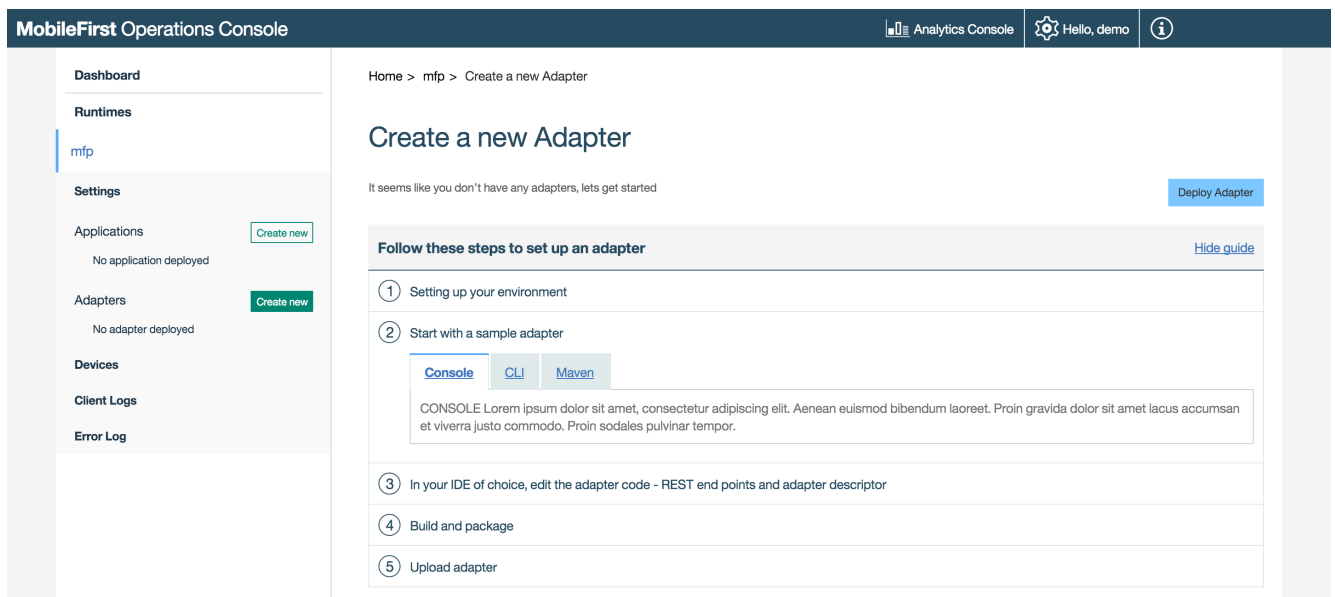 MobileFirst Operations Console
Analytics Console
Hello, demo
Dashboard
Runtimes
mfp
Settings
Applications
Create new
No application deployed
Adapters
Create new
No adapter deployed
Devices
Client Logs
Error Log
Home > mfp > Create a new Adapter
Create a new Adapter
It seems like you don't have any adapters, lets get started
Deploy Adapter
Follow these steps to set up an adapter
Hide guide
1 Setting up your environment
2 Start with a sample adapter
Console CLI Maven
CONSOLE Lorem ipsum dolor sit amet, consectetur adipiscing elit. Aenean euismod bibendum laoreet. Proin gravida dolor sit amet lacus accumsan
et viverra justo commodo. Proin sodales pulvinar tempor.
3 In your IDE of choice, edit the adapter code - REST end points and adapter descriptor
4 Build and package
5 Upload adapter